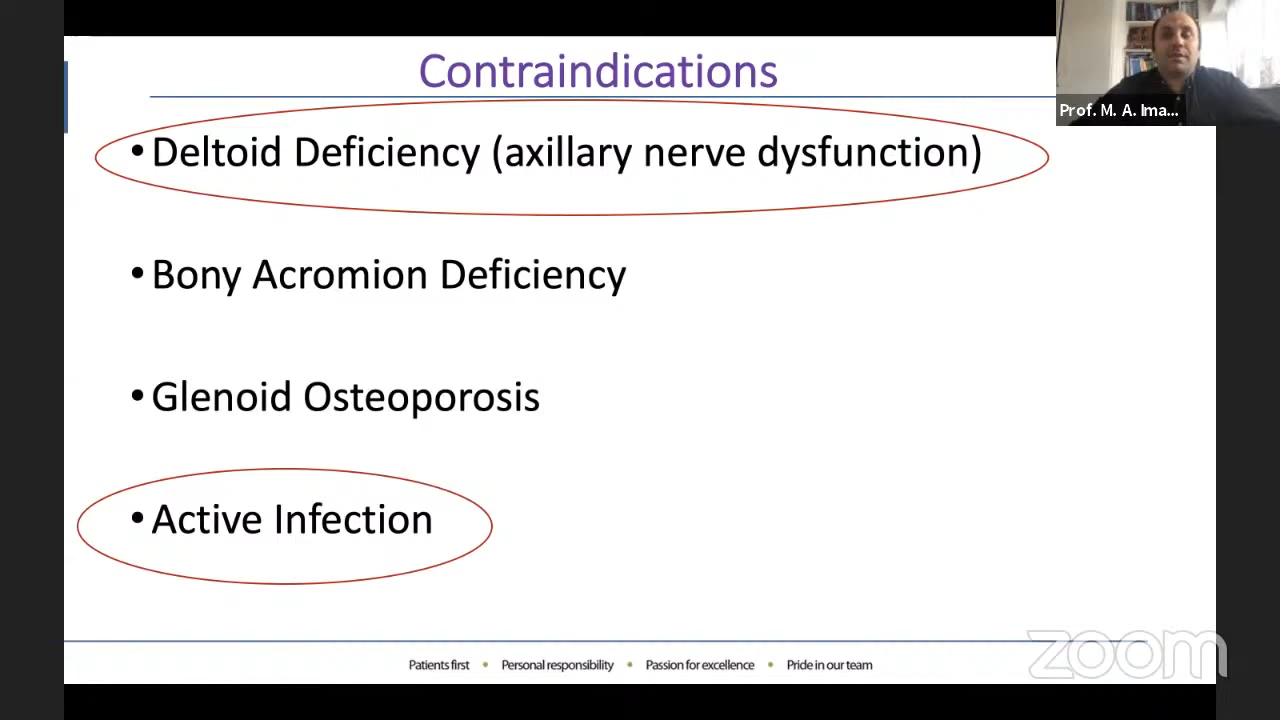 Contraindications
Prof. M. A. Ima...
• Deltoid Deficiency (axillary nerve dysfunction)
• Bony Acromion Deficiency
• Glenoid Osteoporosis
• Active Infection
zoom
Patients first • Personal responsibility • Passion for excellence • Pride in our team